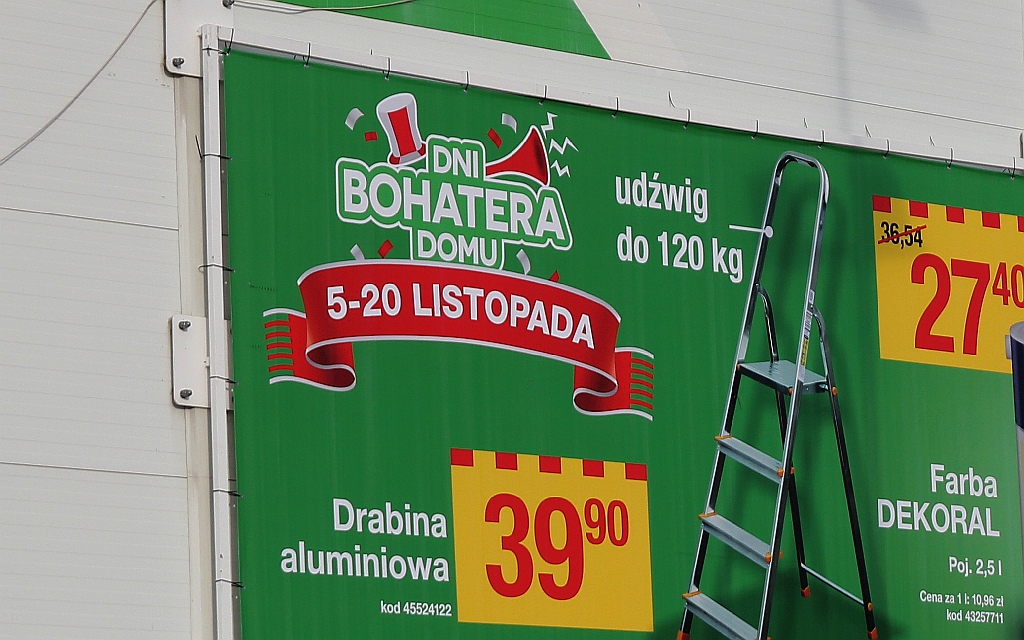 DNI
BOHATERA
DOMU
5-20 LISTOPADA
udźwig
do 120 kg
Drabina
aluminiowa
kod 45524122
39 90
36,54
27 40
Farba
DEKORAL
Poj. 2,5 l
Cena za 1 l: 10,96 zł
kod 43257711